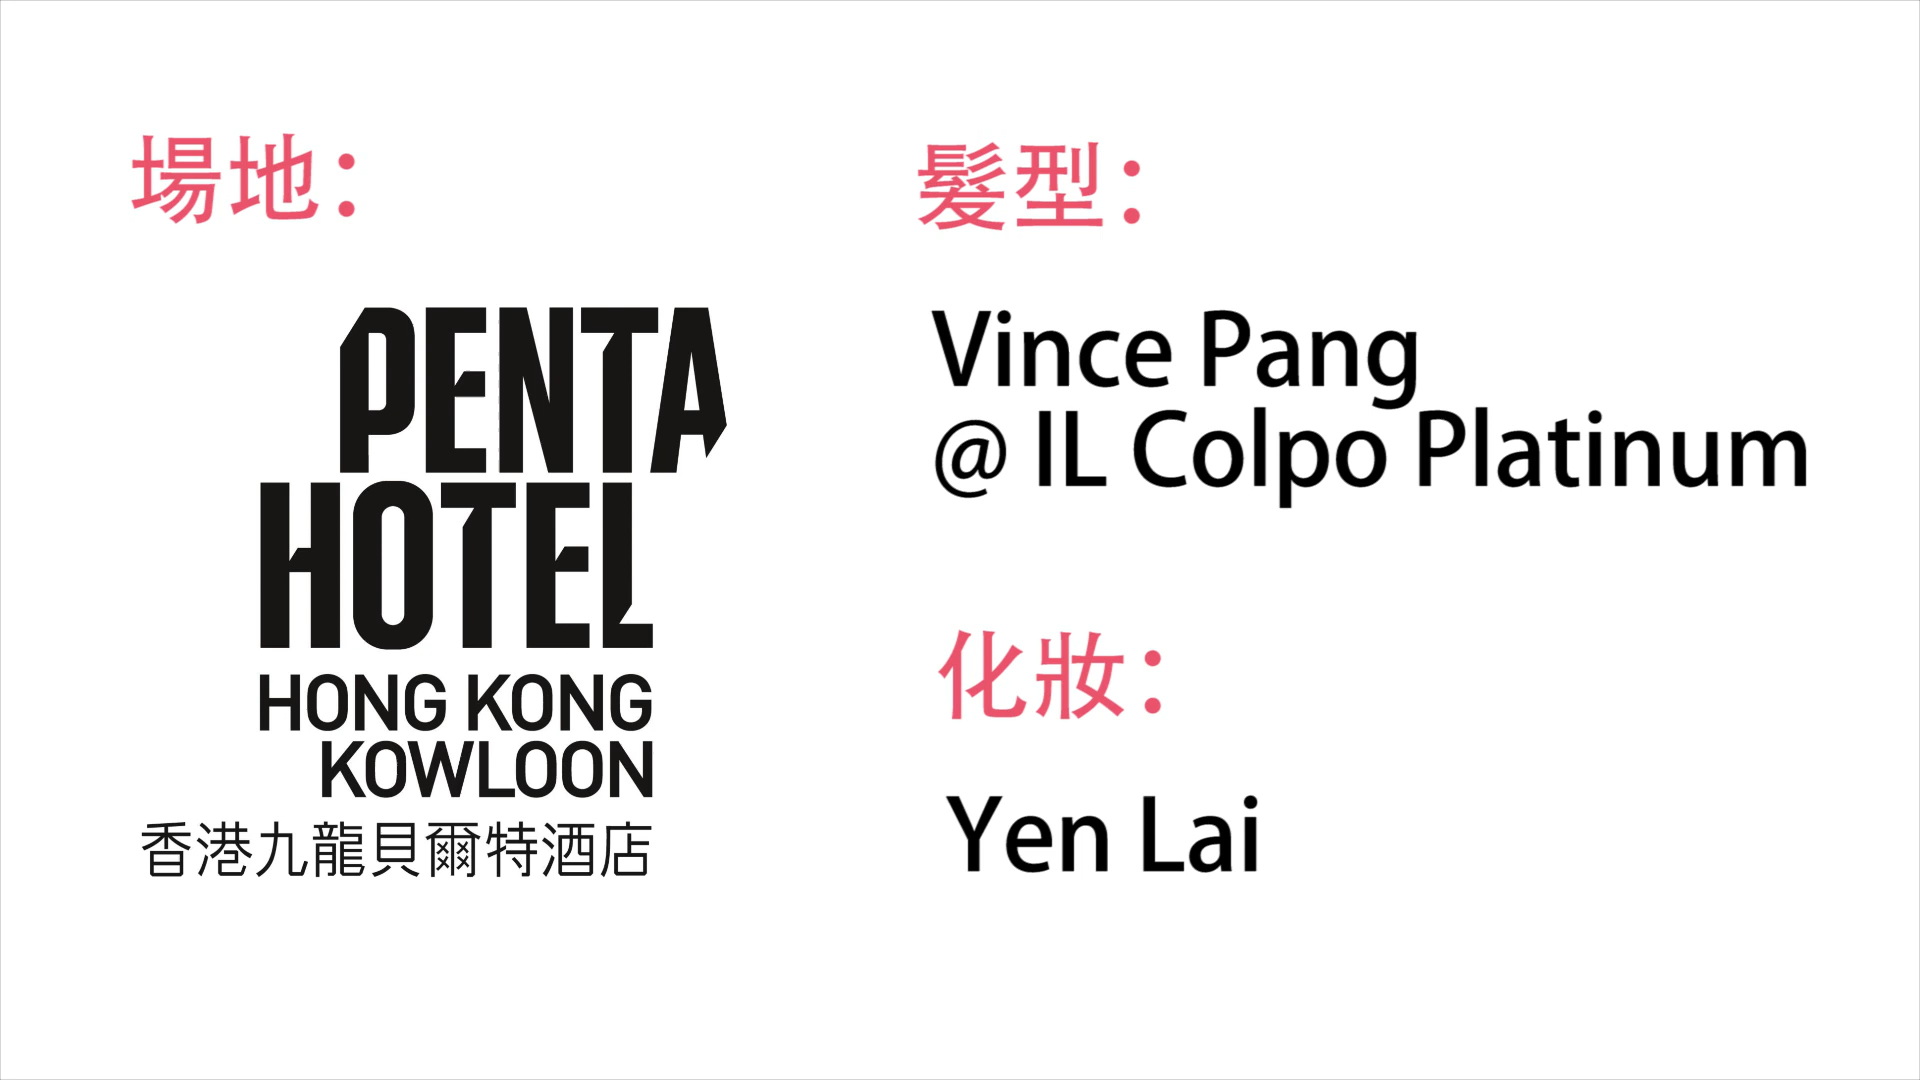 場地：
PENTA
HOTEL
HONG KONG
KOWLOON
香港九龍貝爾特酒店
髮型：
Vince Pang
@ IL Colpo Platinum
化妝：
Yen Lai